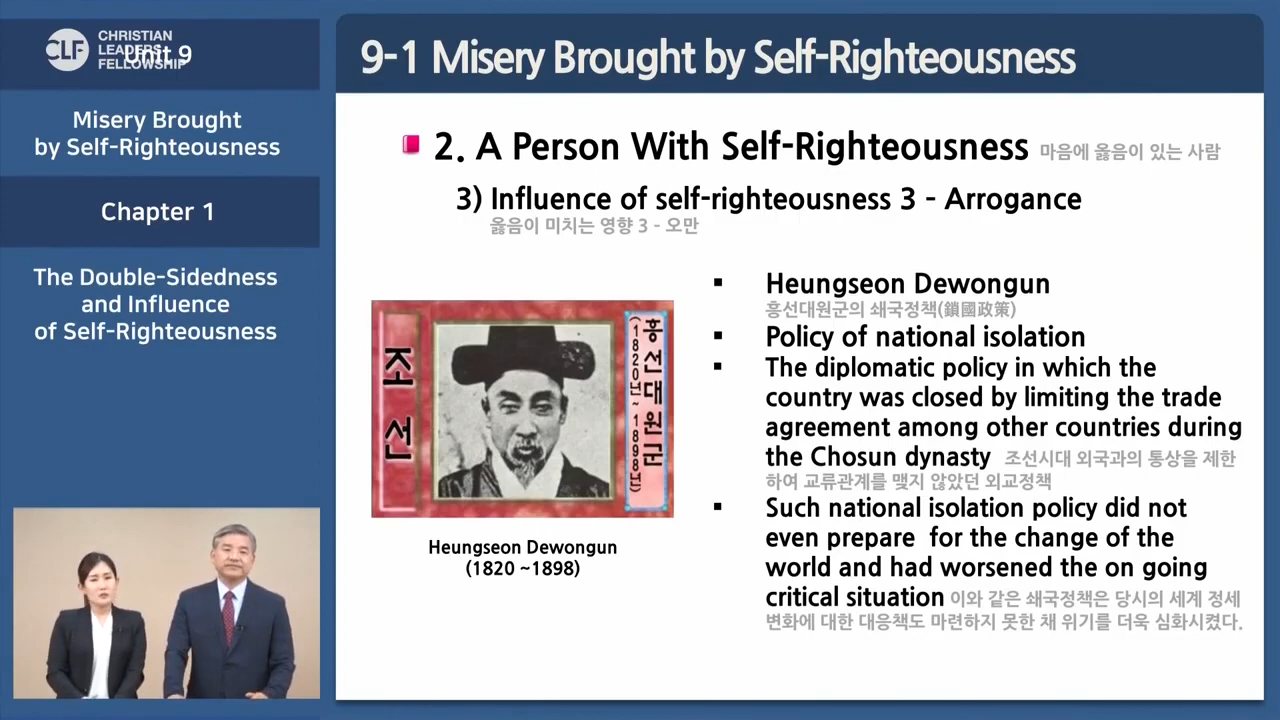 CLF CHRISTIAN
LEADERS
FELLOWSHIP
Unit 9
Misery Brought
by Self-Righteousness
Chapter 1
The Double-Sidedness
and Influence
of Self-Righteousness
9-1 Misery Brought by Self-Righteousness
2. A Person With Self-Righteousness 마음에 옳음이 있는 사람
3) Influence of self-righteousness 3 - Arrogance
옳음이 미치는 영향 3 - 오만
조선
흥선대원군
(1820년~1898년)
Heungseon Dewongun
(1820 ~1898)
▪ Heungseon Dewongun
흥선대원군의 쇄국정책(鎖國政策)
▪ Policy of national isolation
▪ The diplomatic policy in which the
country was closed by limiting the trade
agreement among other countries during
the Chosun dynasty 조선시대 외국과의 통상을 제한
하여 교류관계를 맺지 않았던 외교정책
▪ Such national isolation policy did not
even prepare for the change of the
world and had worsened the on going
critical situation 이와 같은 쇄국정책은 당시의 세계 정세
변화에 대한 대응책도 마련하지 못한 채 위기를 더욱 심화시켰다.